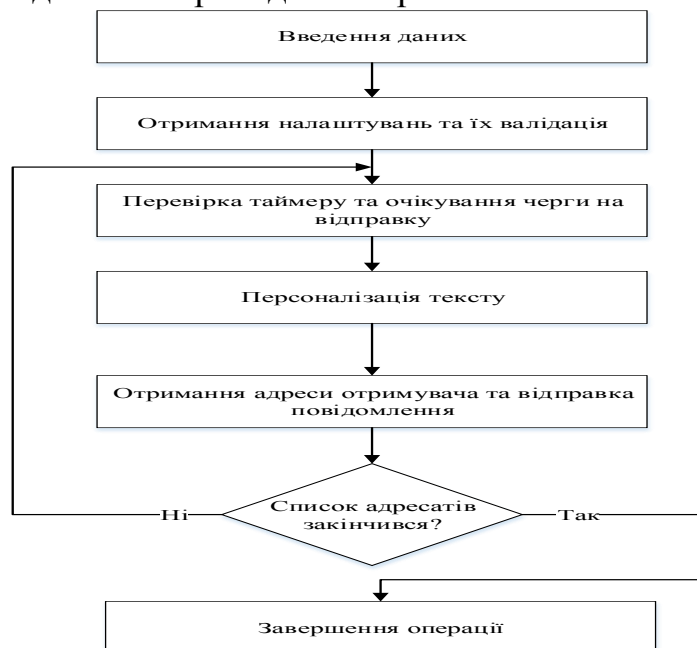 Введення даних
Отримання налаштувань та їх валідація
Перевірка таймеру та очікування черги на
відправку
Персоналізація тексту
Отримання адреси отримувача та відправка
повідомлення
Список адресатів
закінчився?
Ні
Так
Завершення операції